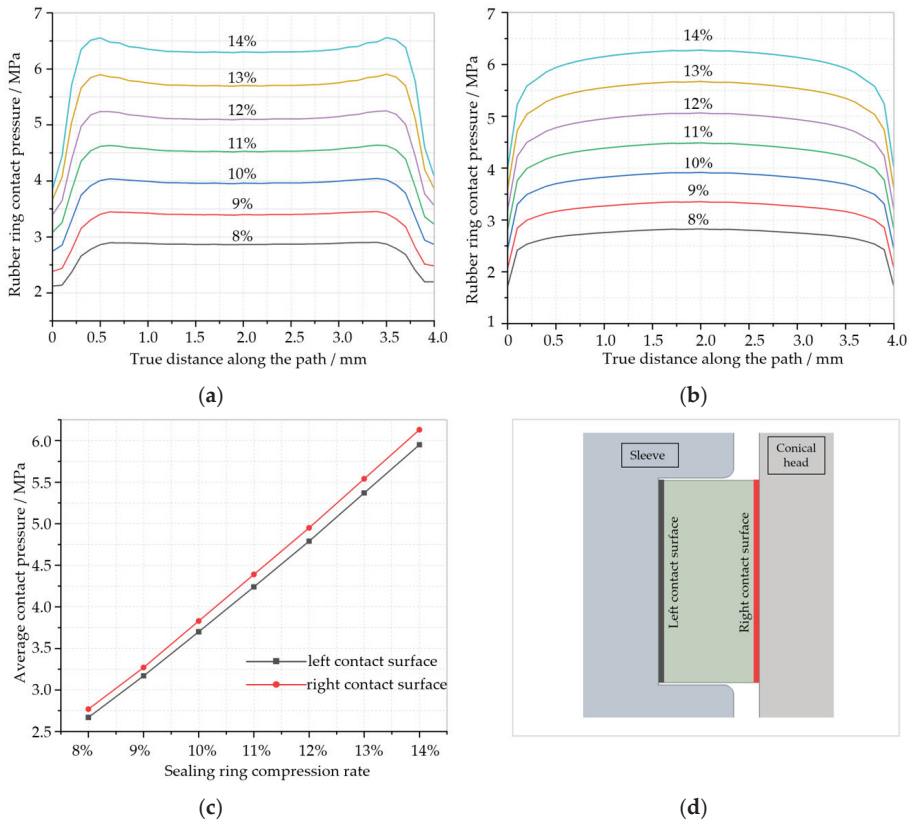 Rubber ring contact pressure / MPa
7
6
5
4
3
2
14%
13%
12%
11%
10%
9%
8%
0 0.5 1.0 1.5 2.0 2.5 3.0 3.5 4.0
True distance along the path / mm
(a)
Rubber ring contact pressure / MPa
7
6
5
4
3
2
1
14%
13%
12%
11%
10%
9%
8%
0 0.5 1.0 1.5 2.0 2.5 3.0 3.5 4.0
True distance along the path / mm
(b)
Average contact pressure / MPa
6.0
5.5
5.0
4.5
4.0
3.5
3.0
2.5
left contact surface
right contact surface
8% 9% 10% 11% 12% 13% 14%
Sealing ring compression rate
(c)
Sleeve
Conical
head
Left contact surface
Right contact surface
(d)